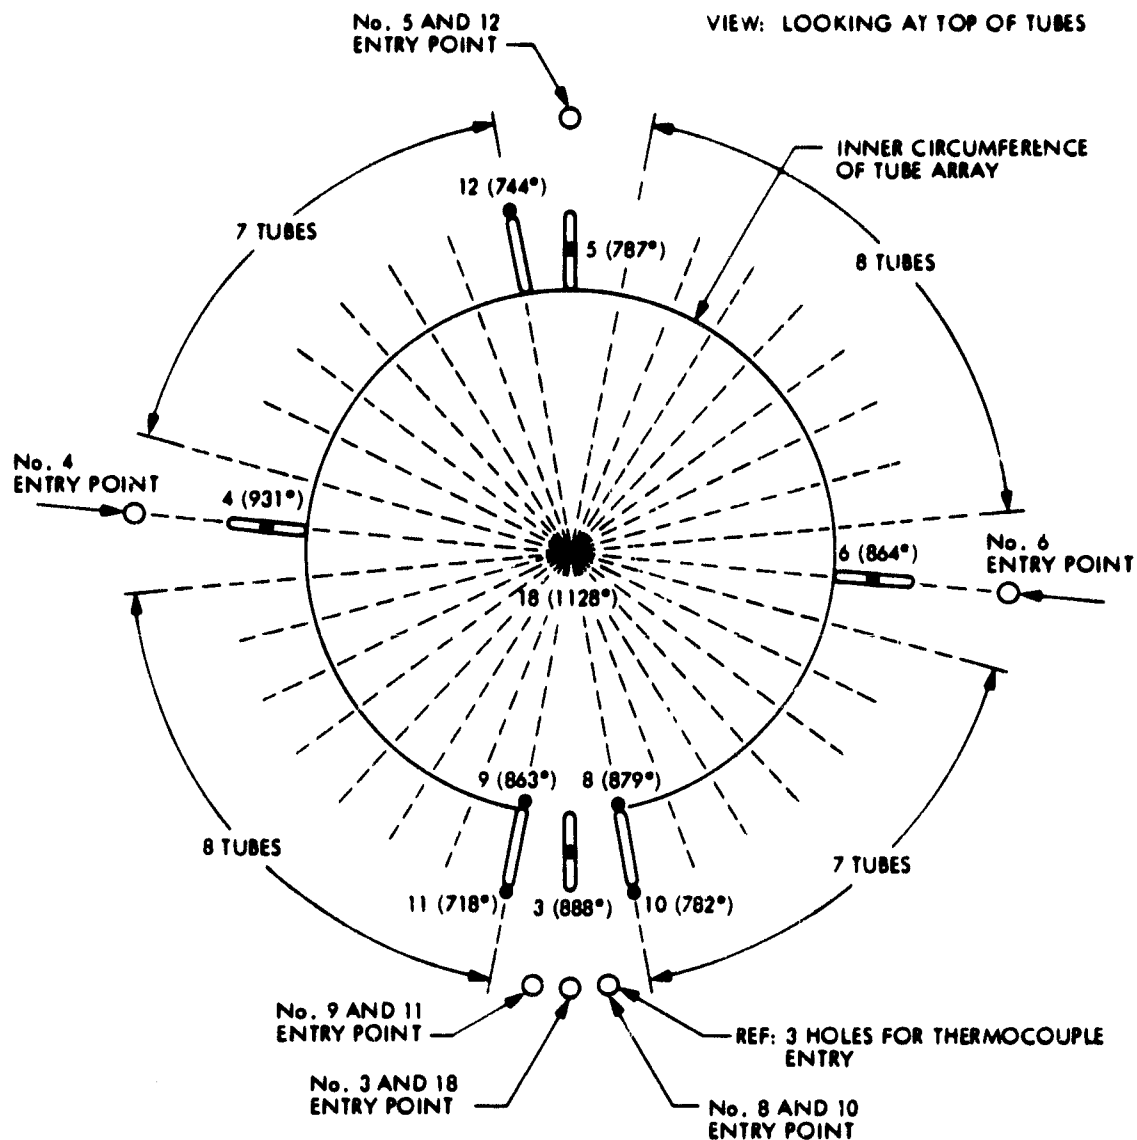 No. 5 AND 12
ENTRY POINT
VIEW: LOOKING AT TOP OF TUBES
INNER CIRCUMFERENCE
OF TUBE ARRAY
12 (744°)
7 TUBES
5 (787°)
8 TUBES
No. 4
ENTRY POINT
4 (931°)
6 (864°)
No. 6
ENTRY POINT
18 (1128°)
9 (863°)
8 (879°)
8 TUBES
7 TUBES
11 (718°)
3 (888°)
10 (782°)
No. 9 AND 11
ENTRY POINT
REF: 3 HOLES FOR THERMOCOUPLE
ENTRY
No. 3 AND 18
ENTRY POINT
No. 8 AND 10
ENTRY POINT